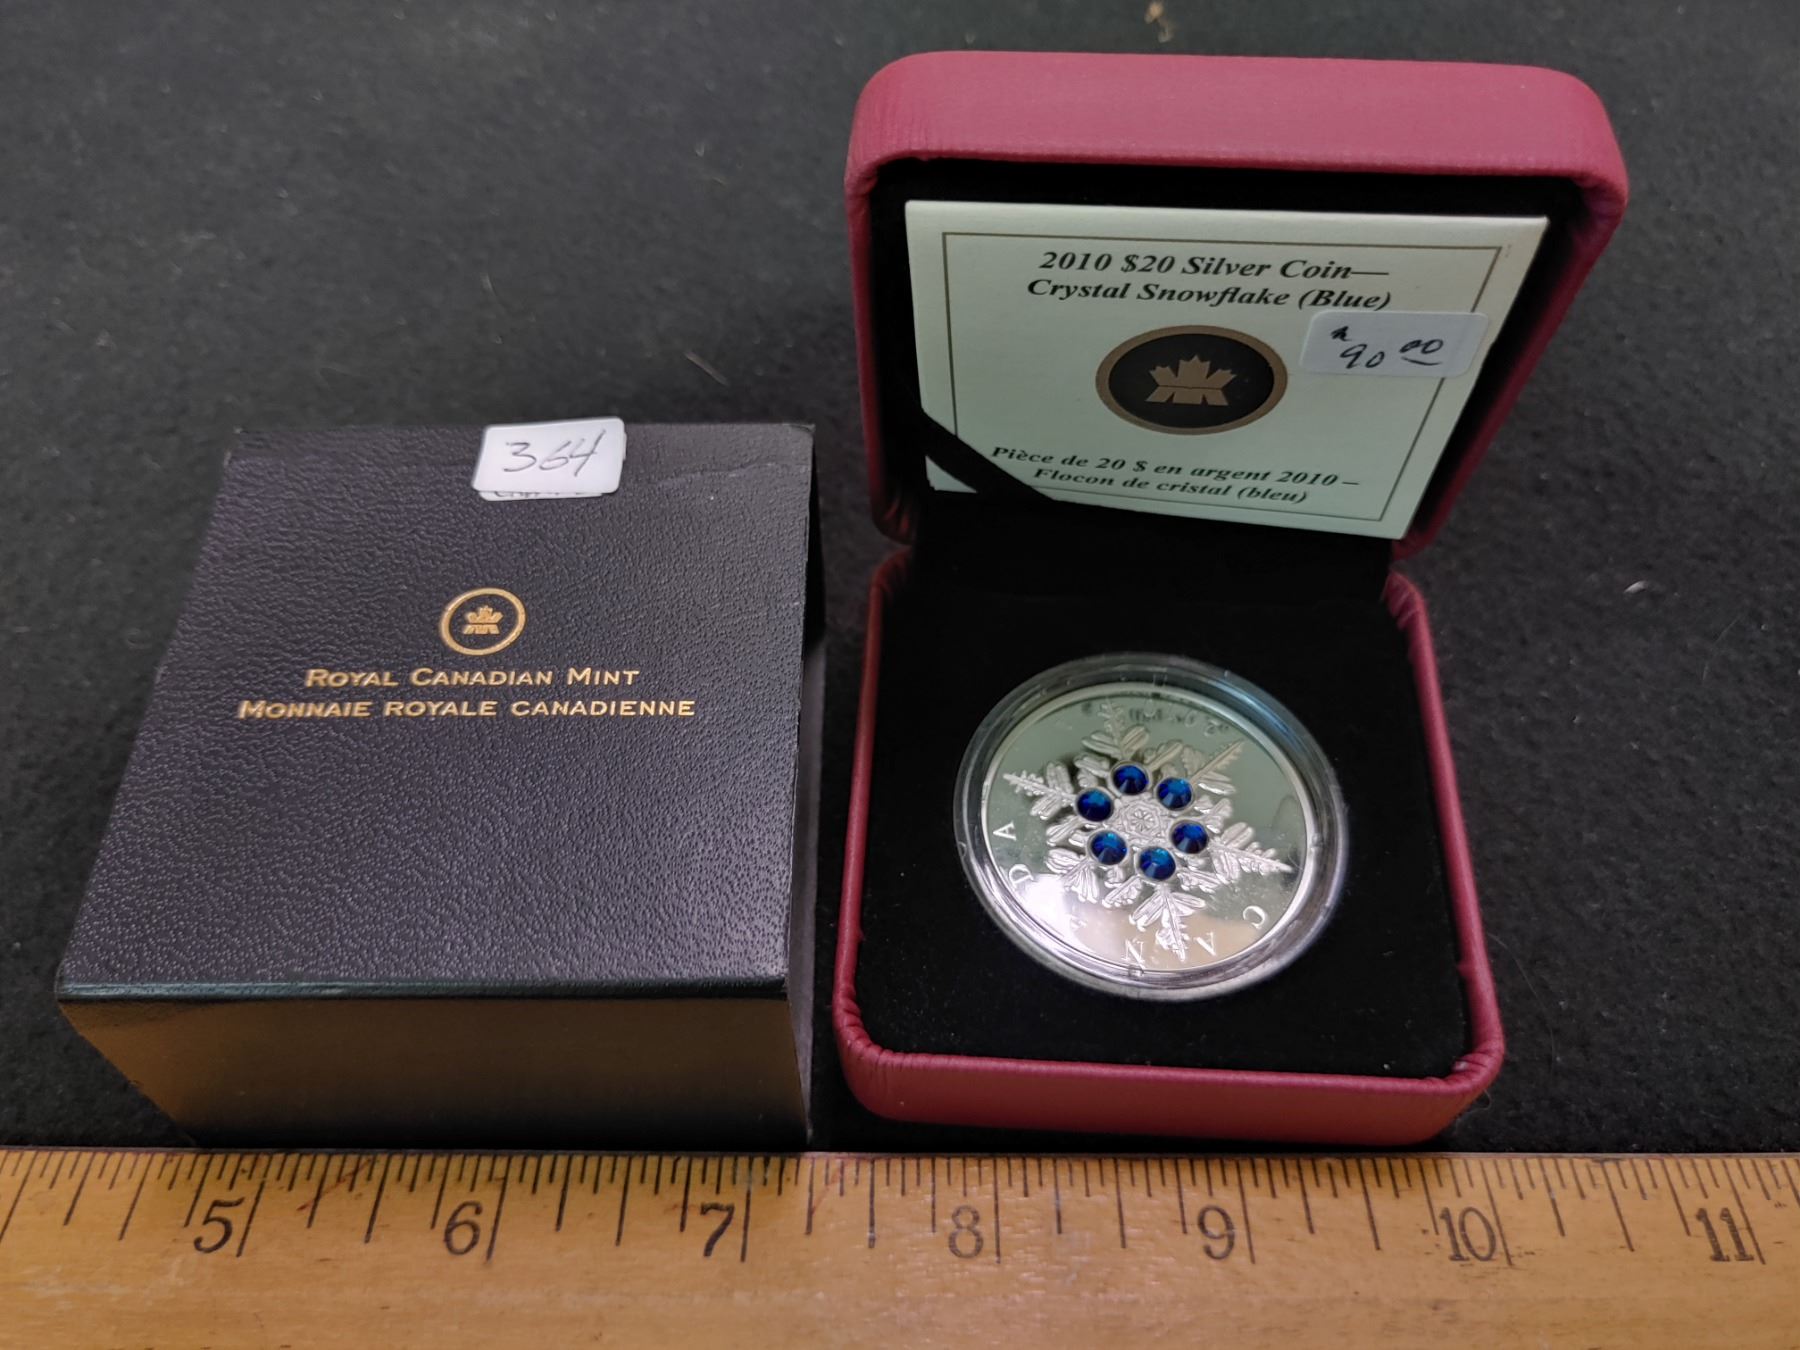 364
ROYAL CANADIAN MINT
MONNAIE ROYALE CANADIENNE
2010 $20 Silver Coin—
Crystal Snowflake (Blue)
90 00
Pièce de 20 $ en argent 2010 –
Flocon de cristal (bleu)
CANADA
5 6 7 8 9 10 11